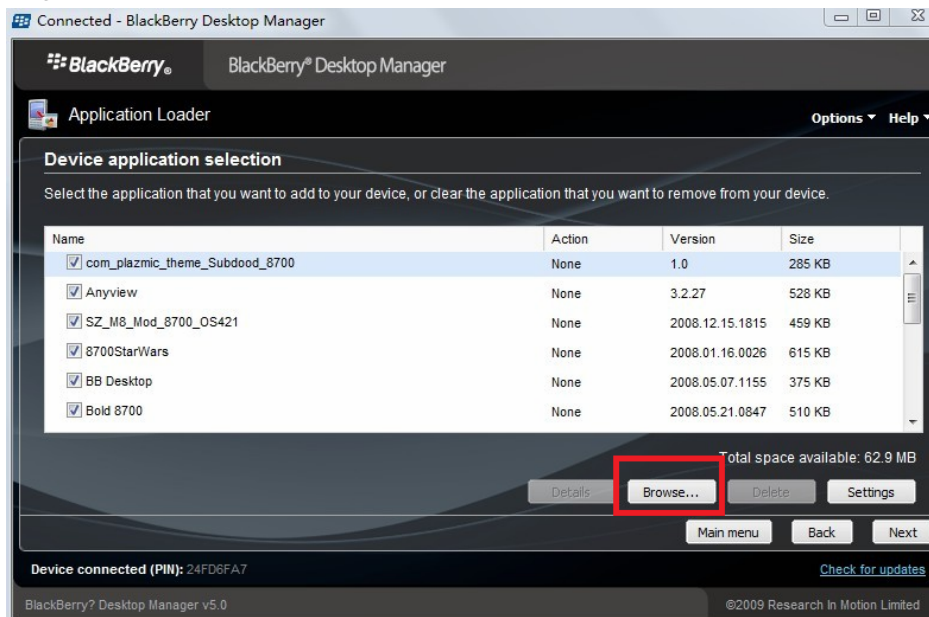 Connected - BlackBerry Desktop Manager
BlackBerry® BlackBerry® Desktop Manager
Application Loader Options Help
Device application selection
Select the application that you want to add to your device, or clear the application that you want to remove from your device.
Name Action Version Size
com_plazmic_theme_Subdood_8700 None 1.0 285 KB
Anyview None 3.2.27 528 KB
SZ_M8_Mod_8700_OS421 None 2008.12.15.1815 459 KB
8700StarWars None 2008.01.16.0026 615 KB
BB Desktop None 2008.05.07.1155 375 KB
Bold 8700 None 2008.05.21.0847 510 KB
Total space available: 62.9 MB
Details Browse... Delete Settings
Main menu Back Next
Device connected (PIN): 24FD6FA7 Check for updates
BlackBerry? Desktop Manager v5.0 ©2009 Research In Motion Limited